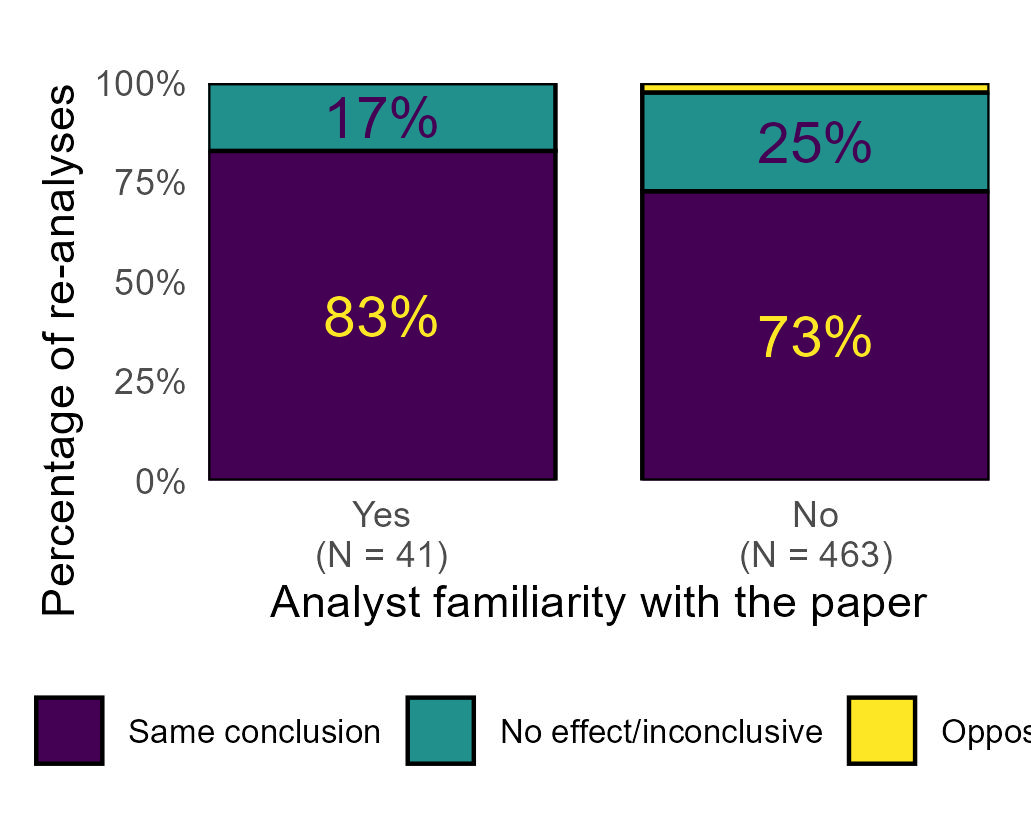 Percentage of re-analyses
100%
75%
50%
25%
0%
17%
83%
25%
73%
Yes
(N = 41)
No
(N = 463)
Analyst familiarity with the paper
Same conclusion
No effect/inconclusive